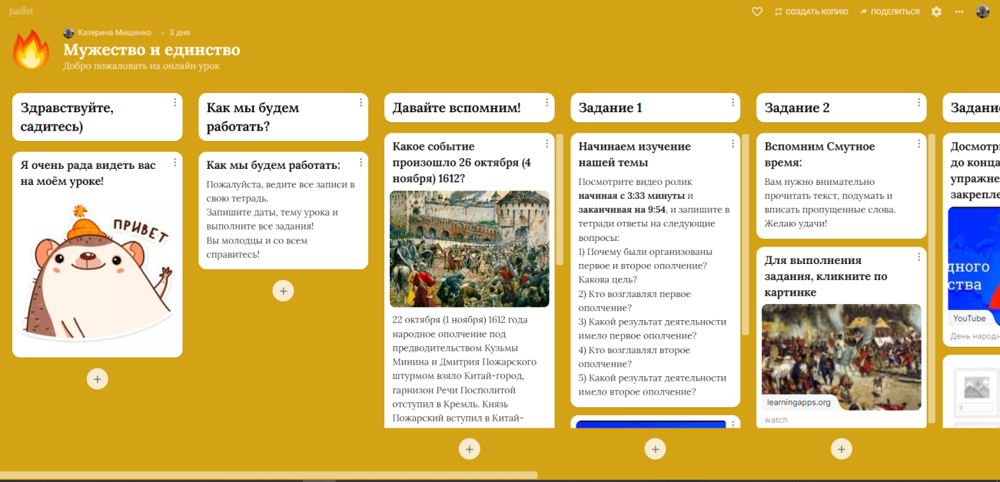 padlet
СОЗДАТЬ КОПИЮ
ПОДЕЛИТЬСЯ
Катерина Мищенко • 3 дня
Мужество и единство
Добро пожаловать на онлайн урок
Здравствуйте,
садитесь)
Я очень рада видеть вас
на моём уроке!
ПРИВЕТ
Как мы будем
работать?
Как мы будем работать:
Пожалуйста, ведите все записи в
свою тетрадь.
Запишите даты, тему урока и
выполните все задания!
Вы молодцы и со всем
справитесь!
Давайте вспомним!
Какое событие
произошло 26 октября (4
ноября) 1612?
22 октября (1 ноября) 1612 года
народное ополчение под
предводительством Кузьмы
Минина и Дмитрия Пожарского
штурмом взяло Китай-город,
гарнизон Речи Посполитой
отступил в Кремль. Князь
Пожарский вступил в Китай-
Задание 1
Начинаем изучение
нашей темы
Посмотрите видео ролик
начиная с 3:33 минуты и
заканчивая на 9:54, и запишите в
тетради ответы на следующие
вопросы:
1) Почему были организованы
первое и второе ополчение?
Какова цель?
2) Кто возглавлял первое
ополчение?
3) Какой результат деятельности
имело первое ополчение?
4) Кто возглавлял второе
ополчение?
5) Какой результат деятельности
имело второе ополчение?
Задание 2
Вспомним Смутное
время:
Вам нужно внимательно
прочитать текст, подумать и
вписать пропущенные слова.
Желаю удачи!
Для выполнения
задания, кликните по
картинке
learningapps.org
watch
Задани
Досмотр
до конца
упражне
закрепле
дного
ства
YouTube
День народн